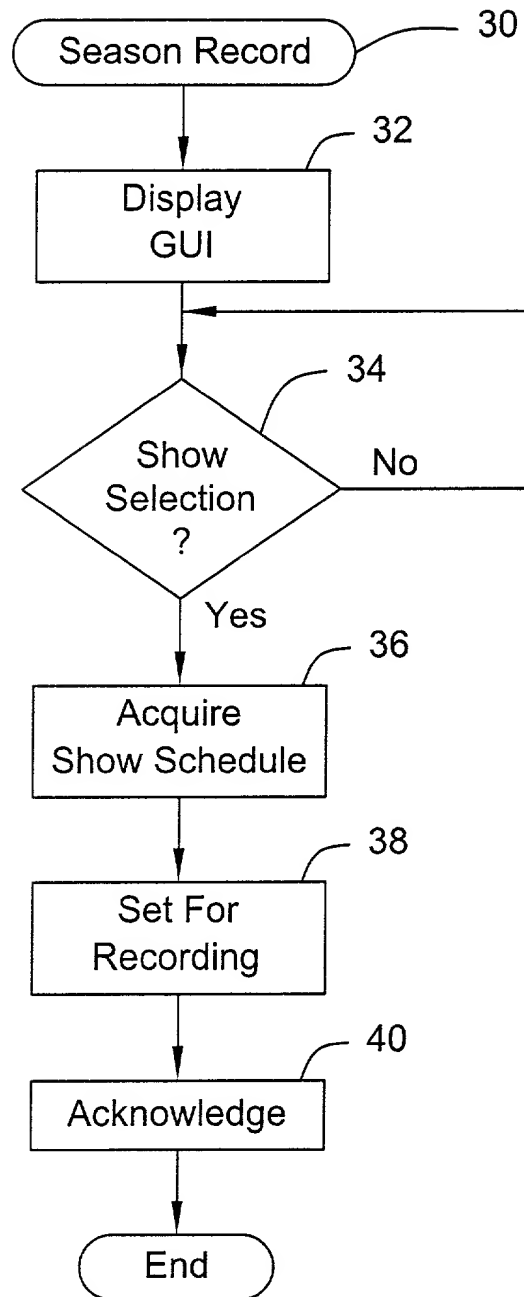 Season Record
30
32
Display
GUI
34
Show
Selection
?
No
Yes
36
Acquire
Show Schedule
38
Set For
Recording
40
Acknowledge
End